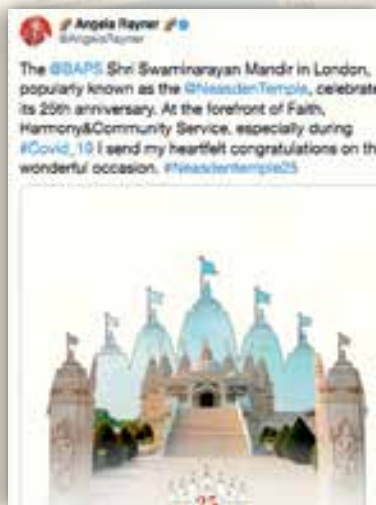 Angela Rayner
@AngelaRayner
The @BAPS Shri Swaminarayan Mandir in London,
popularly known as the @NeasdenTemple, celebrate
its 25th anniversary. At the forefront of Faith,
Harmony&Community Service, especially during
#Covid_19 I send my heartfelt congratulations on th
wonderful occasion. #Neasdentemple25
25